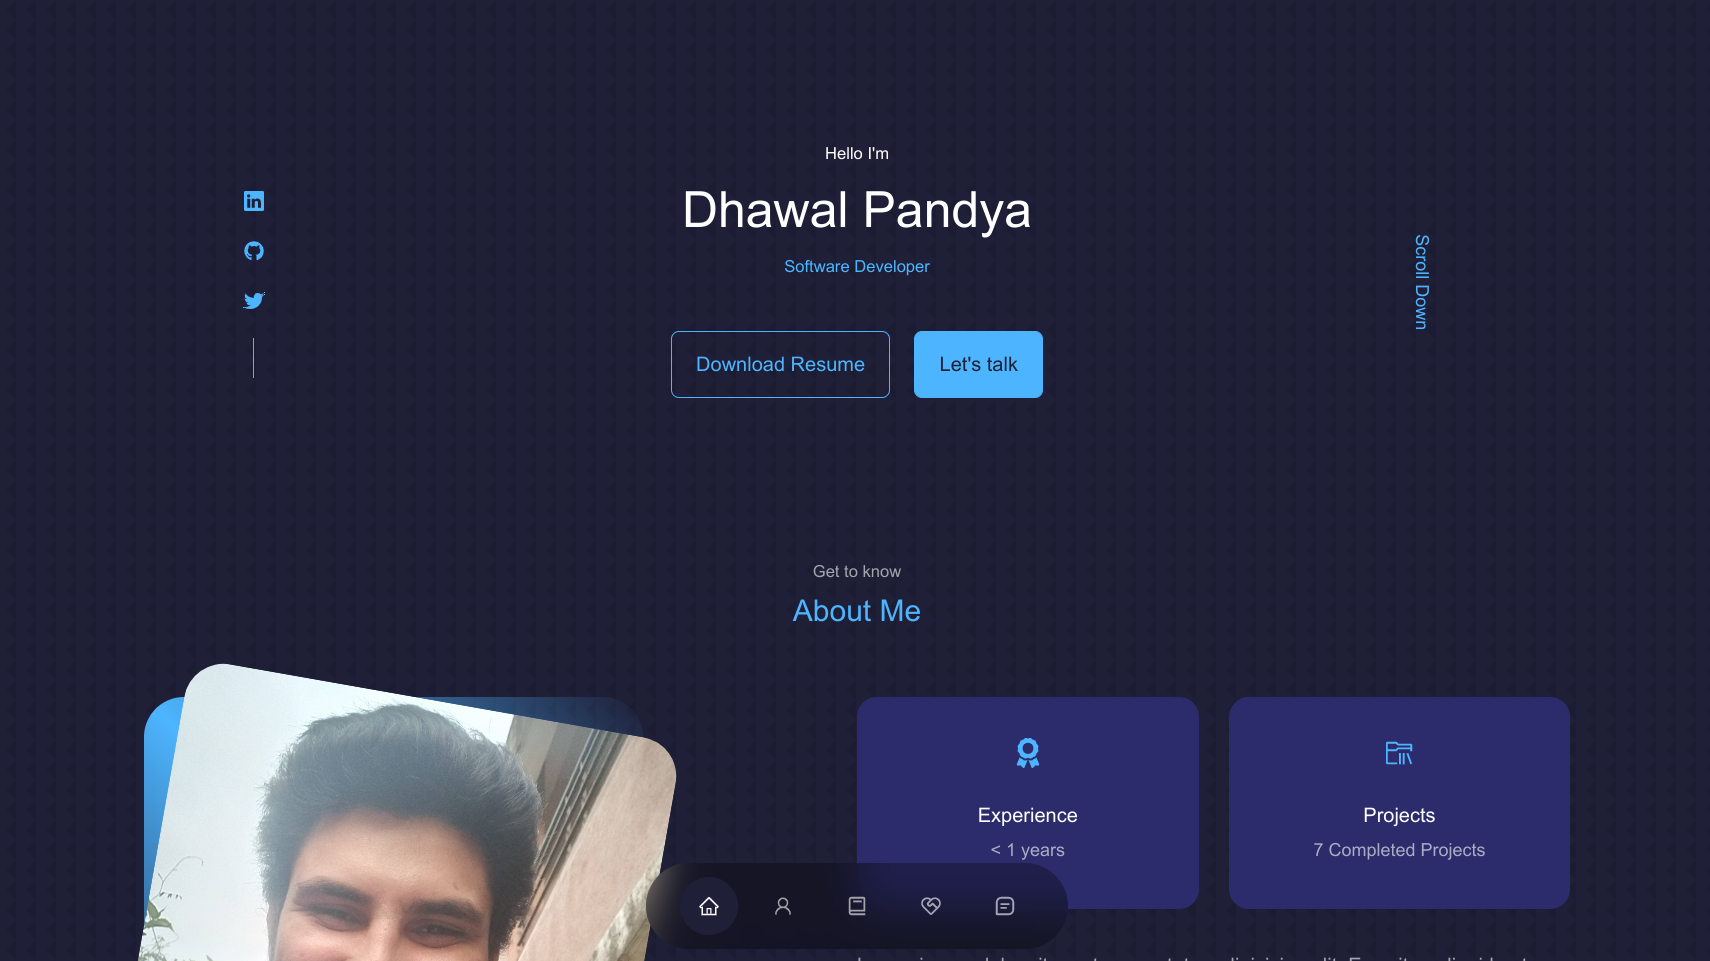 Hello I'm
Dhawal Pandya
Software Developer
Download Resume
Let's talk
Scroll Down
Get to know
About Me
Experience
< 1 years
Projects
7 Completed Projects